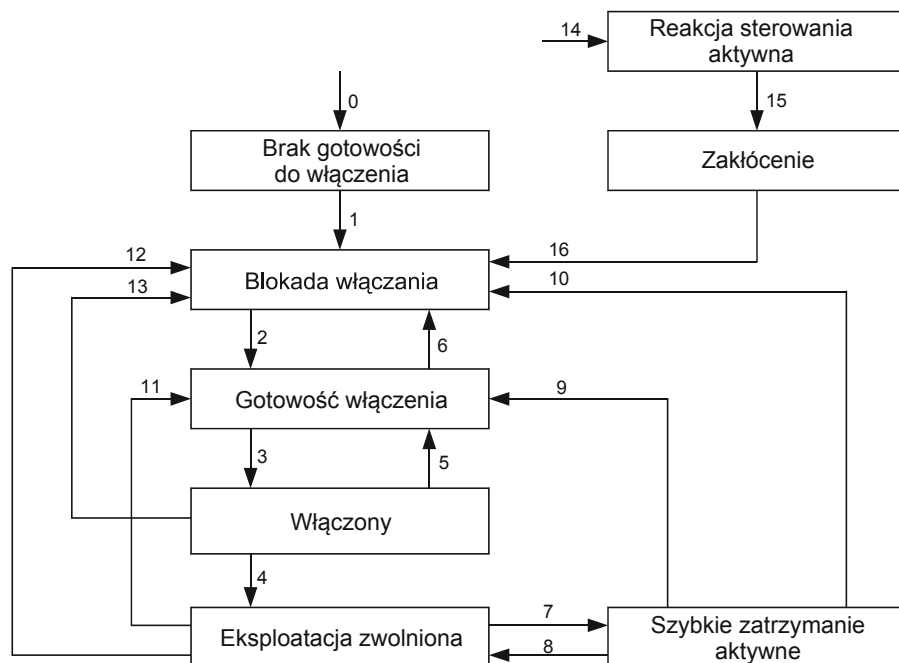 14
Reakcja sterowania
aktywna
15
0
Brak gotowości
do włączenia
Zakłócenie
1
12
16
13
Blokada włączania
10
2
6
11
Gotowość włączenia
9
3
5
Włączony
4
7
Eksploatacja zwolniona
8
Szybkie zatrzymanie
aktywne